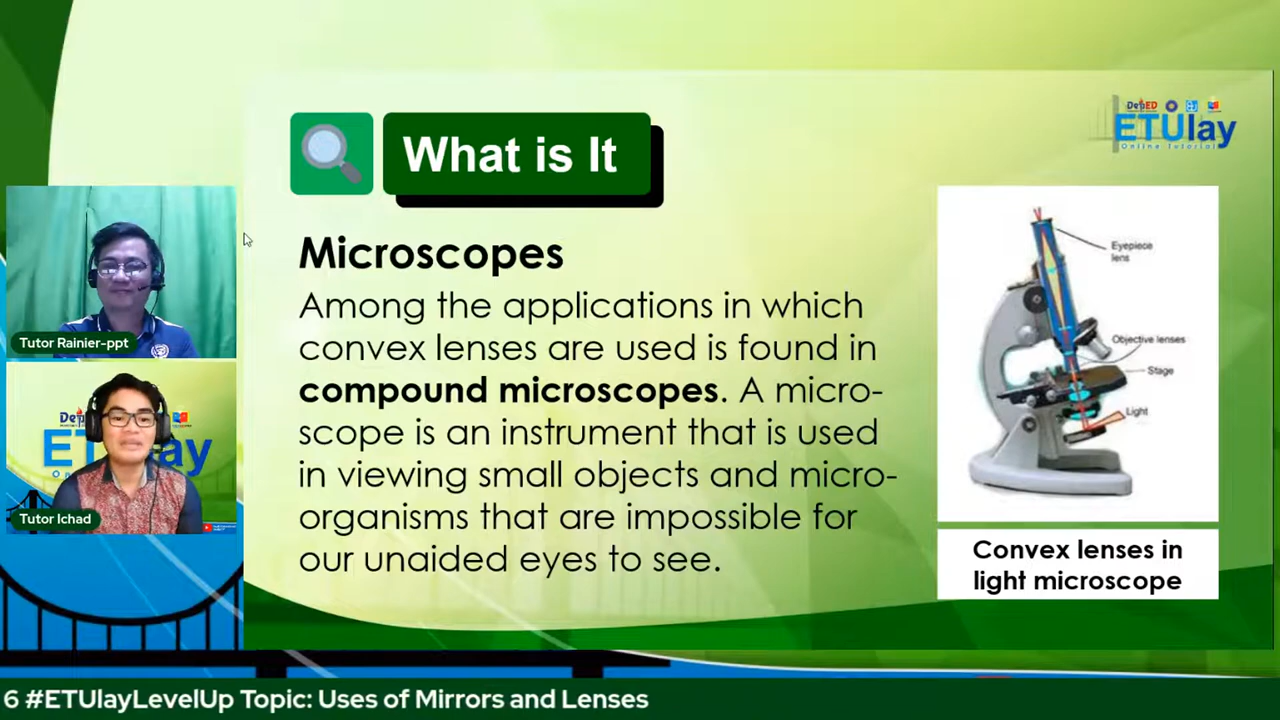 What is It
DepED
ETUlay
Online Tutorial
Microscopes
Among the applications in which
convex lenses are used is found in
compound microscopes. A micro-
scope is an instrument that is used
in viewing small objects and micro-
organisms that are impossible for
our unaided eyes to see.
Eyepiece
lens
Objective lenses
Stage
Light
Convex lenses in
light microscope
Tutor Rainier-ppt
Tutor Ichad
6 #ETUlayLevelUp Topic: Uses of Mirrors and Lenses